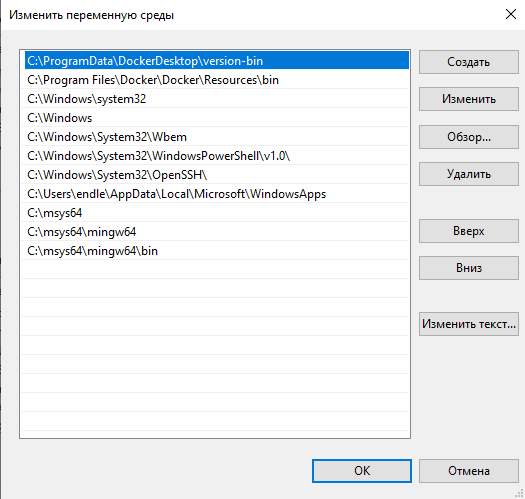 Изменить переменную среды
C:\ProgramData\DockerDesktop\version-bin
C:\Program Files\Docker\Docker\Resources\bin
C:\Windows\system32
C:\Windows
C:\Windows\System32\Wbem
C:\Windows\System32\WindowsPowerShell\v1.0\
C:\Windows\System32\OpenSSH\
C:\Users\endle\AppData\Local\Microsoft\WindowsApps
C:\msys64
C:\msys64\mingw64
C:\msys64\mingw64\bin
Создать
Изменить
Обзор...
Удалить
Вверх
Вниз
Изменить текст...
ОК
Отмена